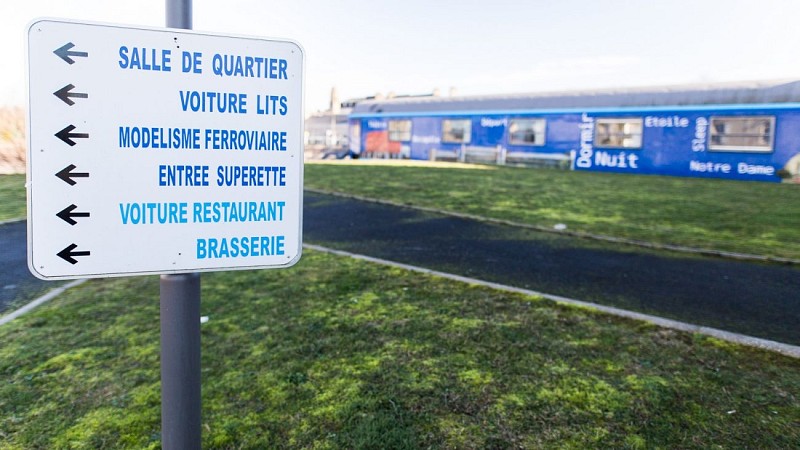 SALLE DE QUARTIER
VOITURE LITS
MODELISME FERROVIAIRE
ENTREE SUPERETTE
VOITURE RESTAURANT
BRASSERIE
Dormir
Nuit
Etoile
Sleep
Notre Dame